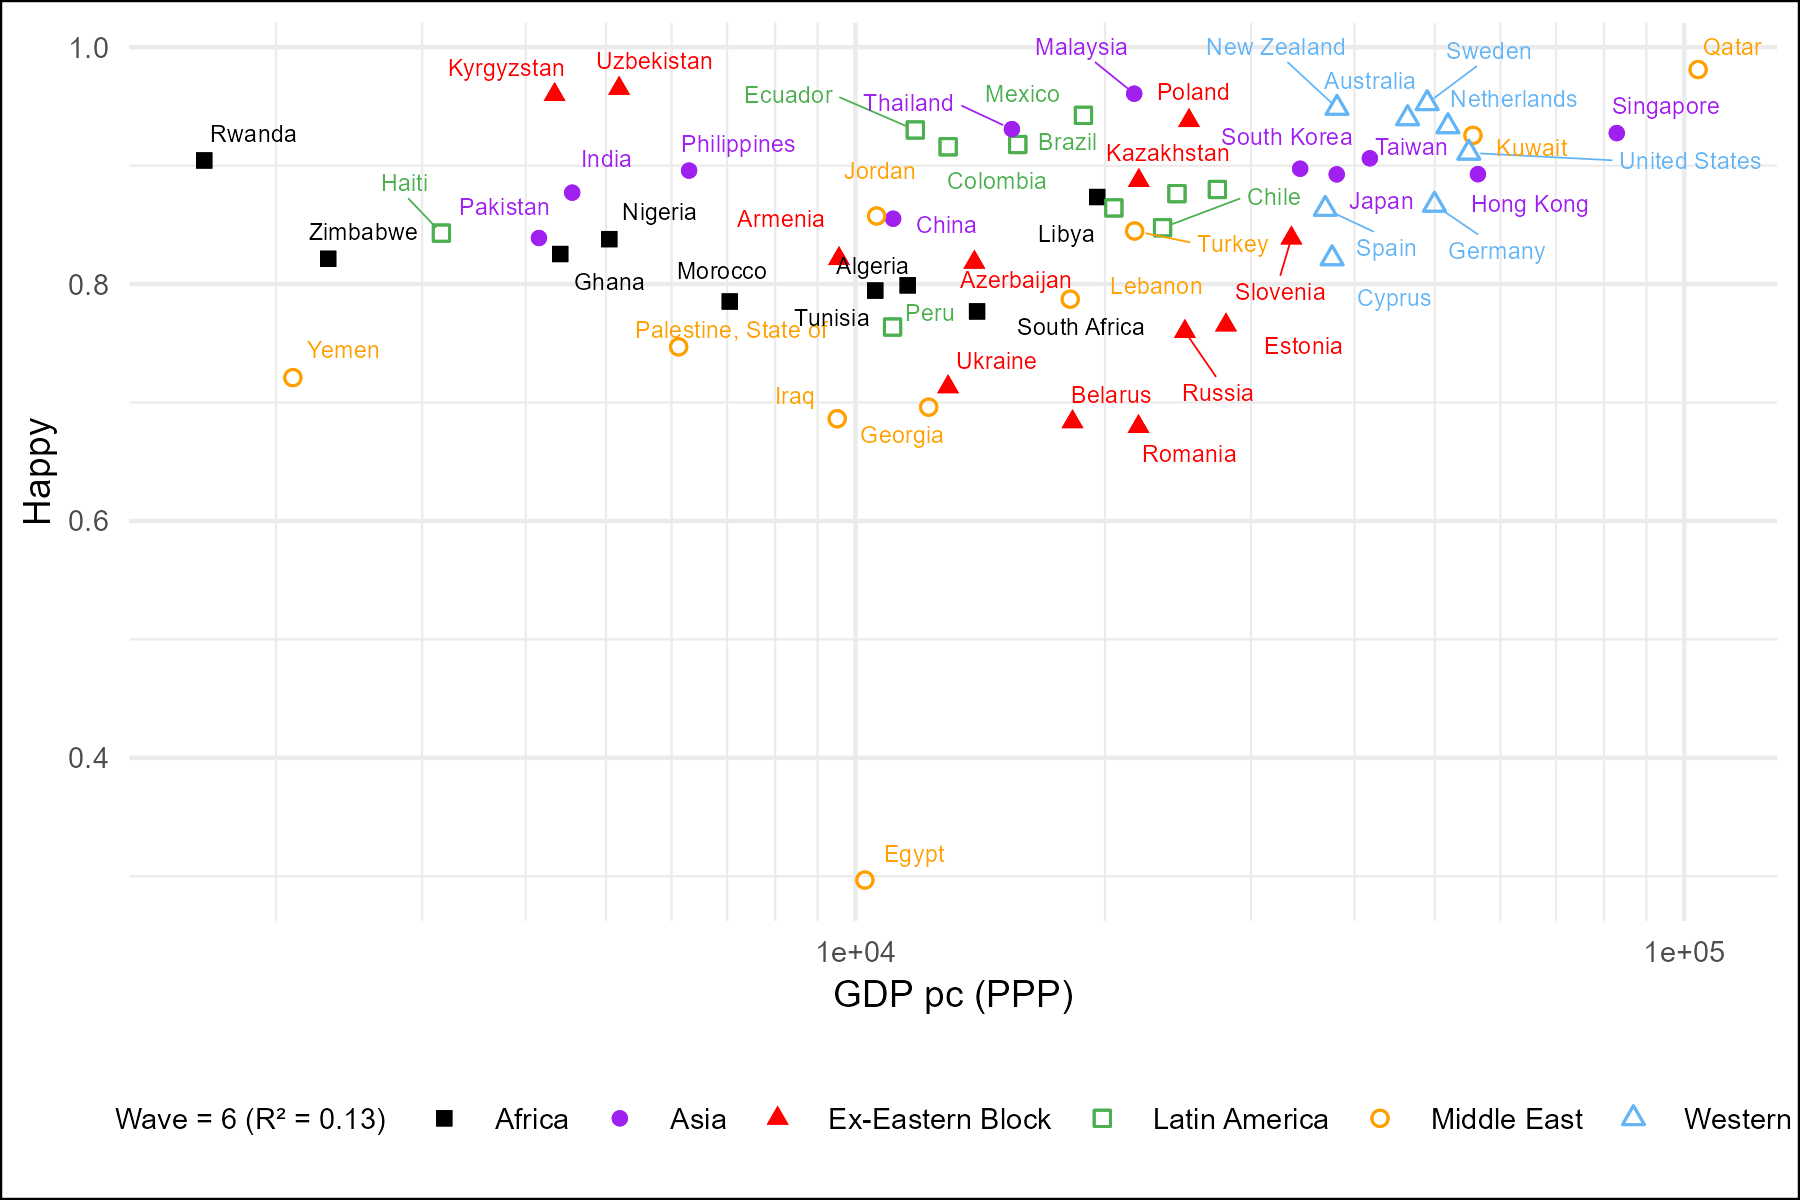 1.0
0.8
0.6
0.4
Happy
Malaysia
New Zealand
Sweden
Qatar
Kyrgyzstan
Uzbekistan
Australia
Ecuador
Thailand
Mexico
Poland
Netherlands
Singapore
Rwanda
Philippines
Brazil
South Korea
Taiwan
Kuwait
India
Kazakhstan
United States
Haiti
Jordan
Colombia
Pakistan
Nigeria
Armenia
China
Chile
Japan
Hong Kong
Zimbabwe
Libya
Turkey
Spain
Germany
Ghana
Morocco
Algeria
Azerbaijan
Lebanon
Slovenia
Cyprus
Tunisia
Peru
South Africa
Palestine, State of
Yemen
Ukraine
Estonia
Iraq
Belarus
Russia
Georgia
Romania
Egypt
1e+04
1e+05
GDP pc (PPP)
Wave = 6 (R² = 0.13) Africa Asia Ex-Eastern Block Latin America Middle East Western